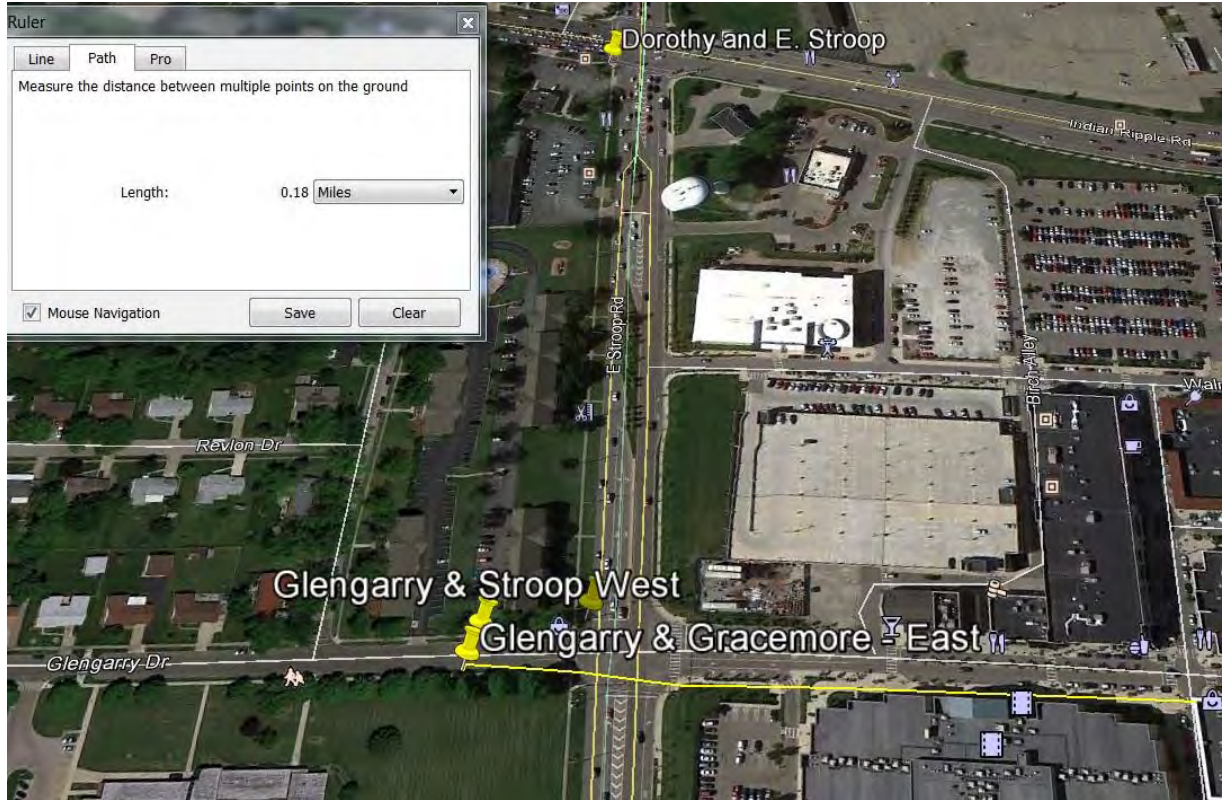 Ruler
Line Path Pro
Measure the distance between multiple points on the ground
Length: 0.18 Miles
Mouse Navigation Save Clear
Dorothy and E. Stroop
Indian Ripple Rd
E Stroop Rd
Birch Alley
Waln
Revlon Dr
Glengarry & Stroop West
Glengarry & Gracemore - East
Glengarry Dr